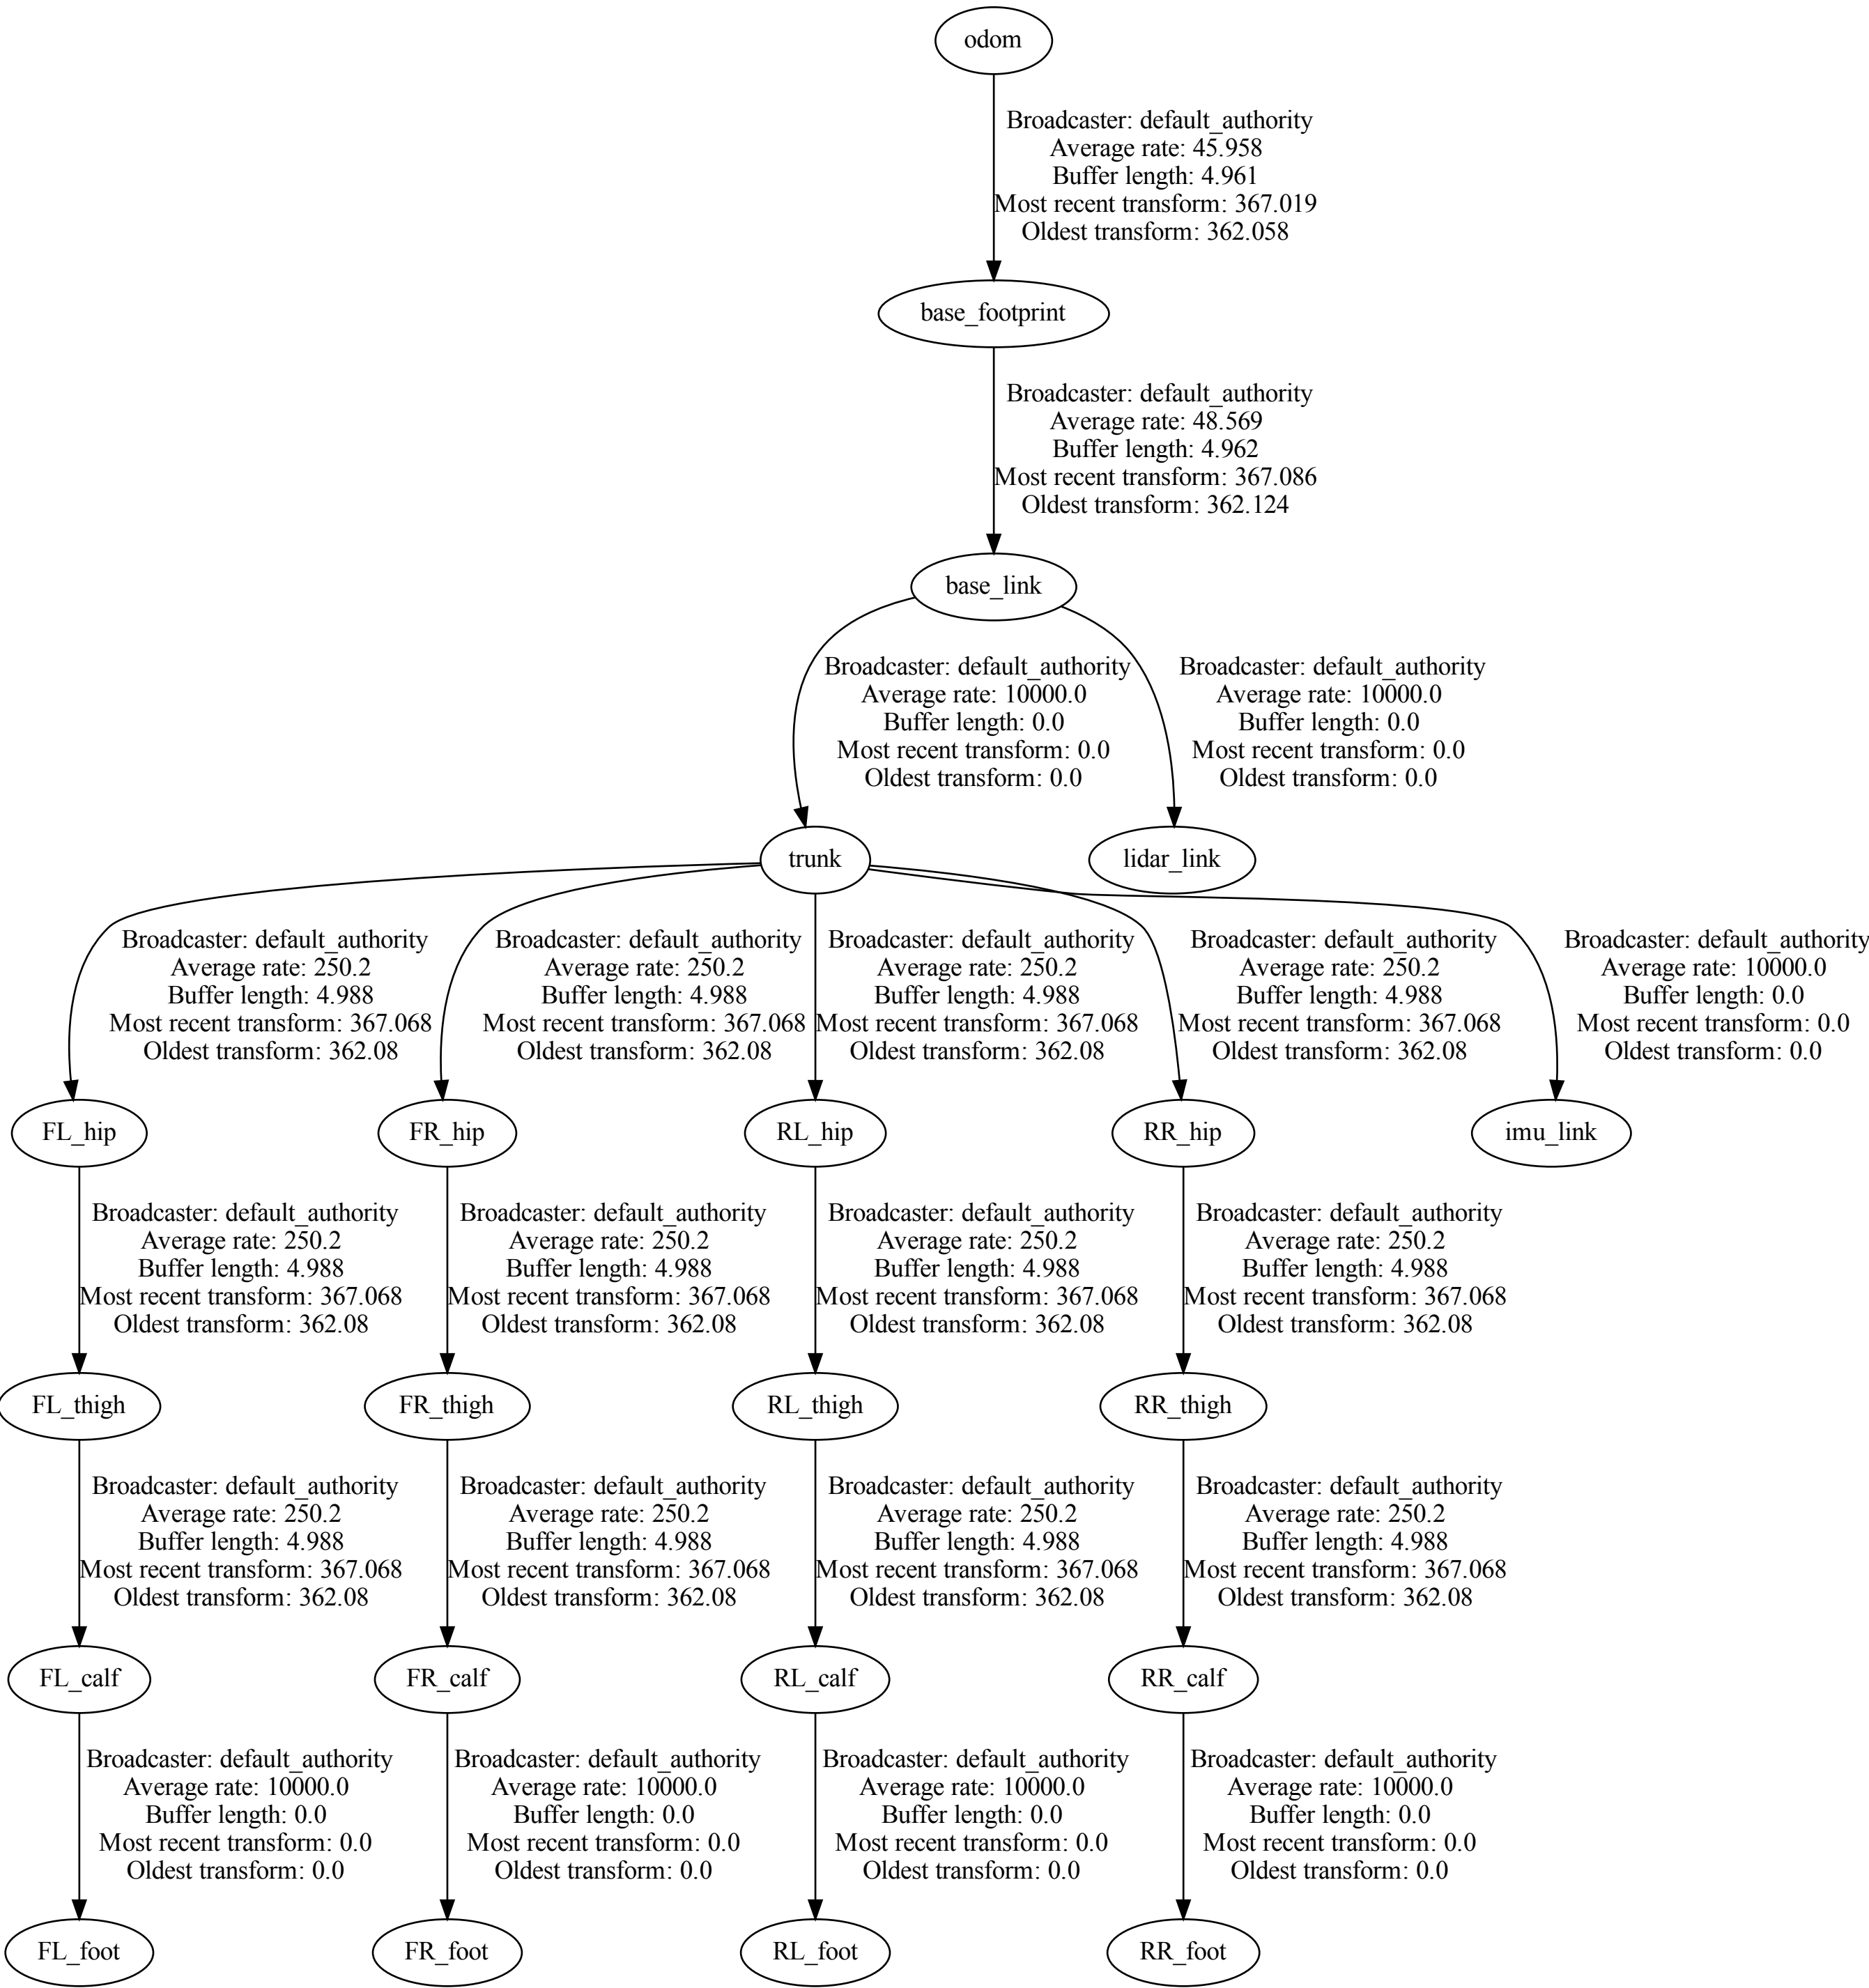 odom
Broadcaster: default_authority
Average rate: 45.958
Buffer length: 4.961
Most recent transform: 367.019
Oldest transform: 362.058
base_footprint
Broadcaster: default_authority
Average rate: 48.569
Buffer length: 4.962
Most recent transform: 367.086
Oldest transform: 362.124
base_link
Broadcaster: default_authority
Average rate: 10000.0
Buffer length: 0.0
Most recent transform: 0.0
Oldest transform: 0.0
Broadcaster: default_authority
Average rate: 10000.0
Buffer length: 0.0
Most recent transform: 0.0
Oldest transform: 0.0
trunk
lidar_link
Broadcaster: default_authority
Average rate: 250.2
Buffer length: 4.988
Most recent transform: 367.068
Oldest transform: 362.08
Broadcaster: default_authority
Average rate: 250.2
Buffer length: 4.988
Most recent transform: 367.068
Oldest transform: 362.08
Broadcaster: default_authority
Average rate: 250.2
Buffer length: 4.988
Most recent transform: 367.068
Oldest transform: 362.08
Broadcaster: default_authority
Average rate: 250.2
Buffer length: 4.988
Most recent transform: 367.068
Oldest transform: 362.08
Broadcaster: default_authority
Average rate: 10000.0
Buffer length: 0.0
Most recent transform: 0.0
Oldest transform: 0.0
FL_hip
FR_hip
RL_hip
RR_hip
imu_link
Broadcaster: default_authority
Average rate: 250.2
Buffer length: 4.988
Most recent transform: 367.068
Oldest transform: 362.08
Broadcaster: default_authority
Average rate: 250.2
Buffer length: 4.988
Most recent transform: 367.068
Oldest transform: 362.08
Broadcaster: default_authority
Average rate: 250.2
Buffer length: 4.988
Most recent transform: 367.068
Oldest transform: 362.08
Broadcaster: default_authority
Average rate: 250.2
Buffer length: 4.988
Most recent transform: 367.068
Oldest transform: 362.08
FL_thigh
FR_thigh
RL_thigh
RR_thigh
Broadcaster: default_authority
Average rate: 250.2
Buffer length: 4.988
Most recent transform: 367.068
Oldest transform: 362.08
Broadcaster: default_authority
Average rate: 250.2
Buffer length: 4.988
Most recent transform: 367.068
Oldest transform: 362.08
Broadcaster: default_authority
Average rate: 250.2
Buffer length: 4.988
Most recent transform: 367.068
Oldest transform: 362.08
Broadcaster: default_authority
Average rate: 250.2
Buffer length: 4.988
Most recent transform: 367.068
Oldest transform: 362.08
FL_calf
FR_calf
RL_calf
RR_calf
Broadcaster: default_authority
Average rate: 10000.0
Buffer length: 0.0
Most recent transform: 0.0
Oldest transform: 0.0
Broadcaster: default_authority
Average rate: 10000.0
Buffer length: 0.0
Most recent transform: 0.0
Oldest transform: 0.0
Broadcaster: default_authority
Average rate: 10000.0
Buffer length: 0.0
Most recent transform: 0.0
Oldest transform: 0.0
Broadcaster: default_authority
Average rate: 10000.0
Buffer length: 0.0
Most recent transform: 0.0
Oldest transform: 0.0
FL_foot
FR_foot
RL_foot
RR_foot